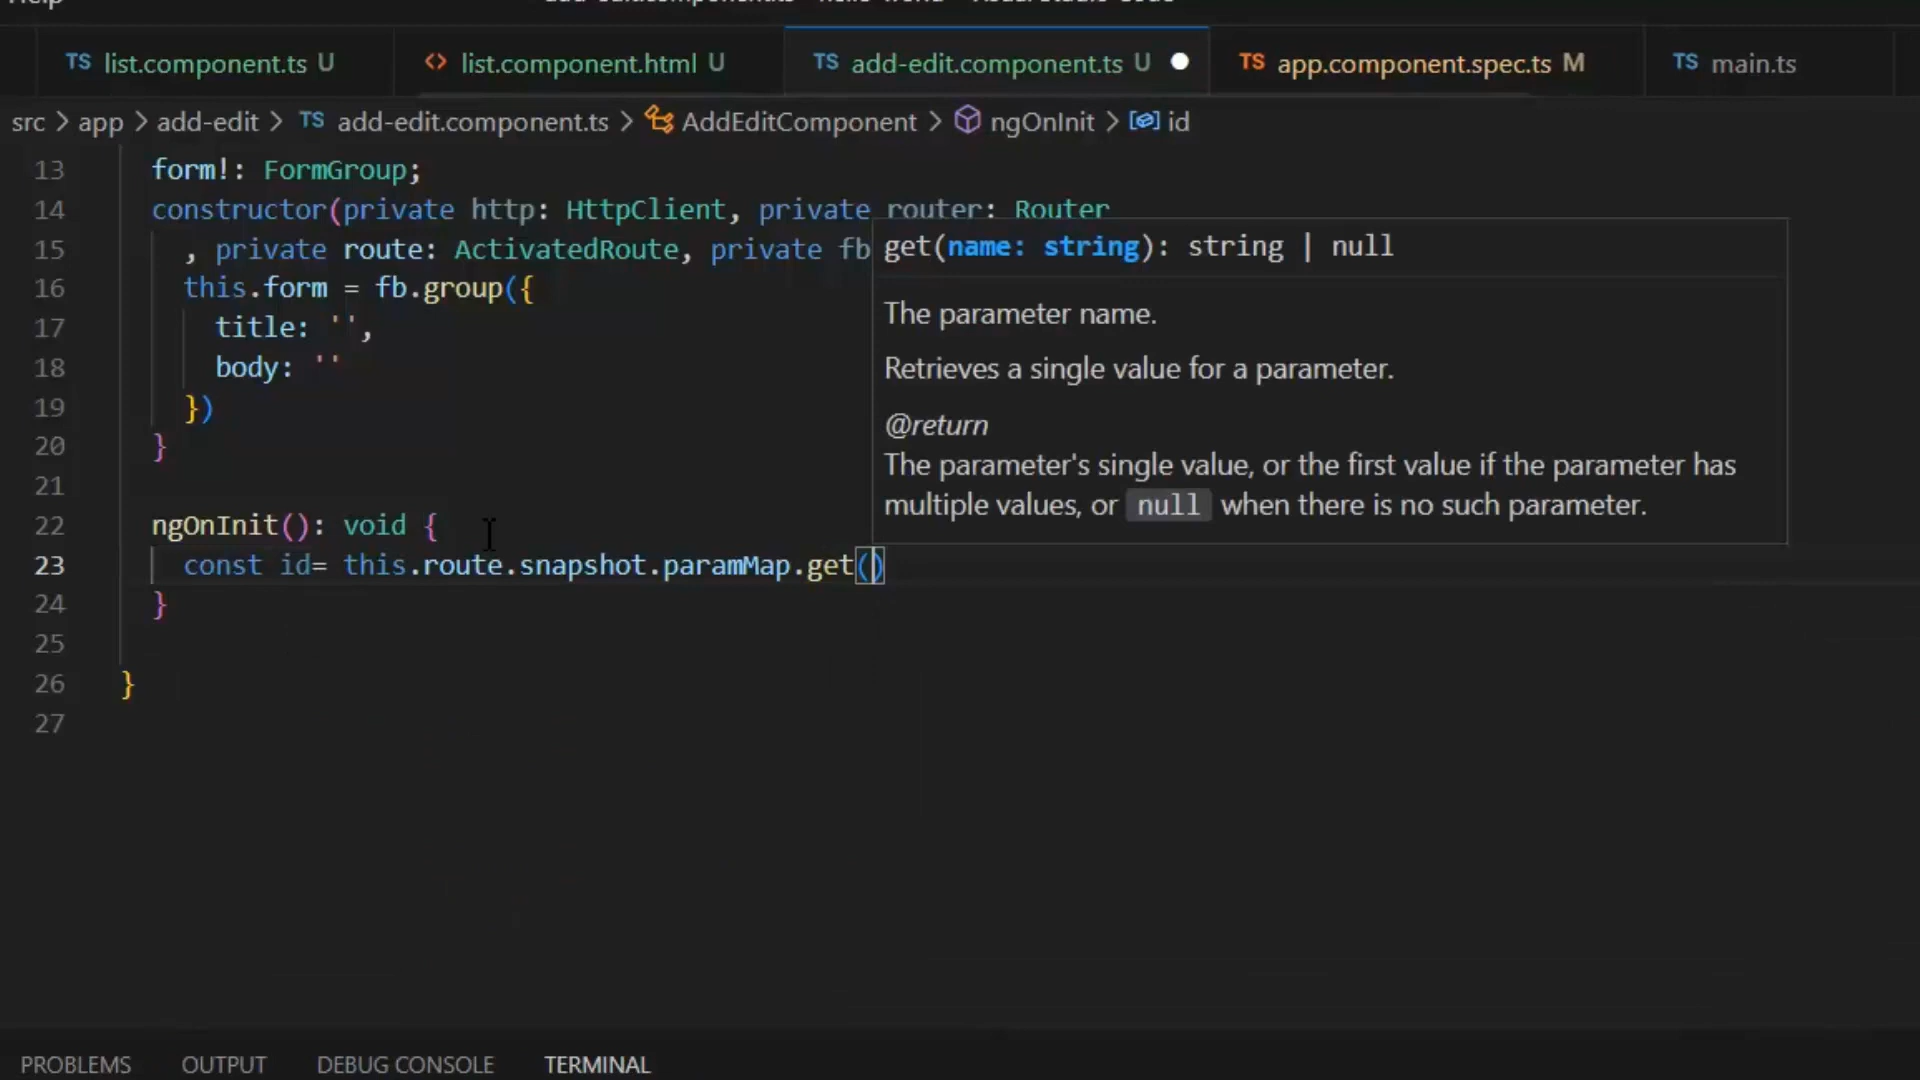 Help
TS list.component.ts U <> list.component.html U TS add-edit.component.ts U TS app.component.spec.ts M TS main.ts
src > app > add-edit > TS add-edit.component.ts > AddEditComponent > ngOnInit > id
13 form!: FormGroup;
14 constructor(private http: HttpClient, private router: Router
15 , private route: ActivatedRoute, private fb
get(name: string): string | null
16 this.form = fb.group({
The parameter name.
17 title: '',
18 body: ''
Retrieves a single value for a parameter.
19 })
@return
20 }
The parameter's single value, or the first value if the parameter has
21
multiple values, or null when there is no such parameter.
22 ngOnInit(): void {
23 const id= this.route.snapshot.paramMap.get()
24 }
25
26 }
27
PROBLEMS OUTPUT DEBUG CONSOLE TERMINAL